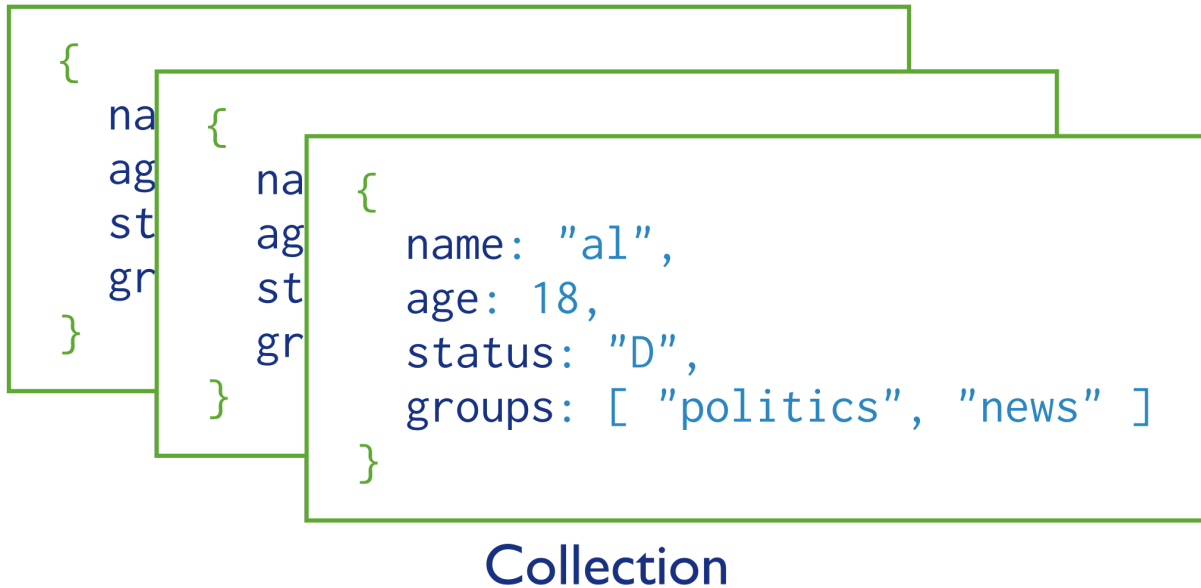 {
na
ag
st
gr
}
{
na
ag
st
gr
}
{
name: "al",
age: 18,
status: "D",
groups: [ "politics", "news" ]
}
Collection